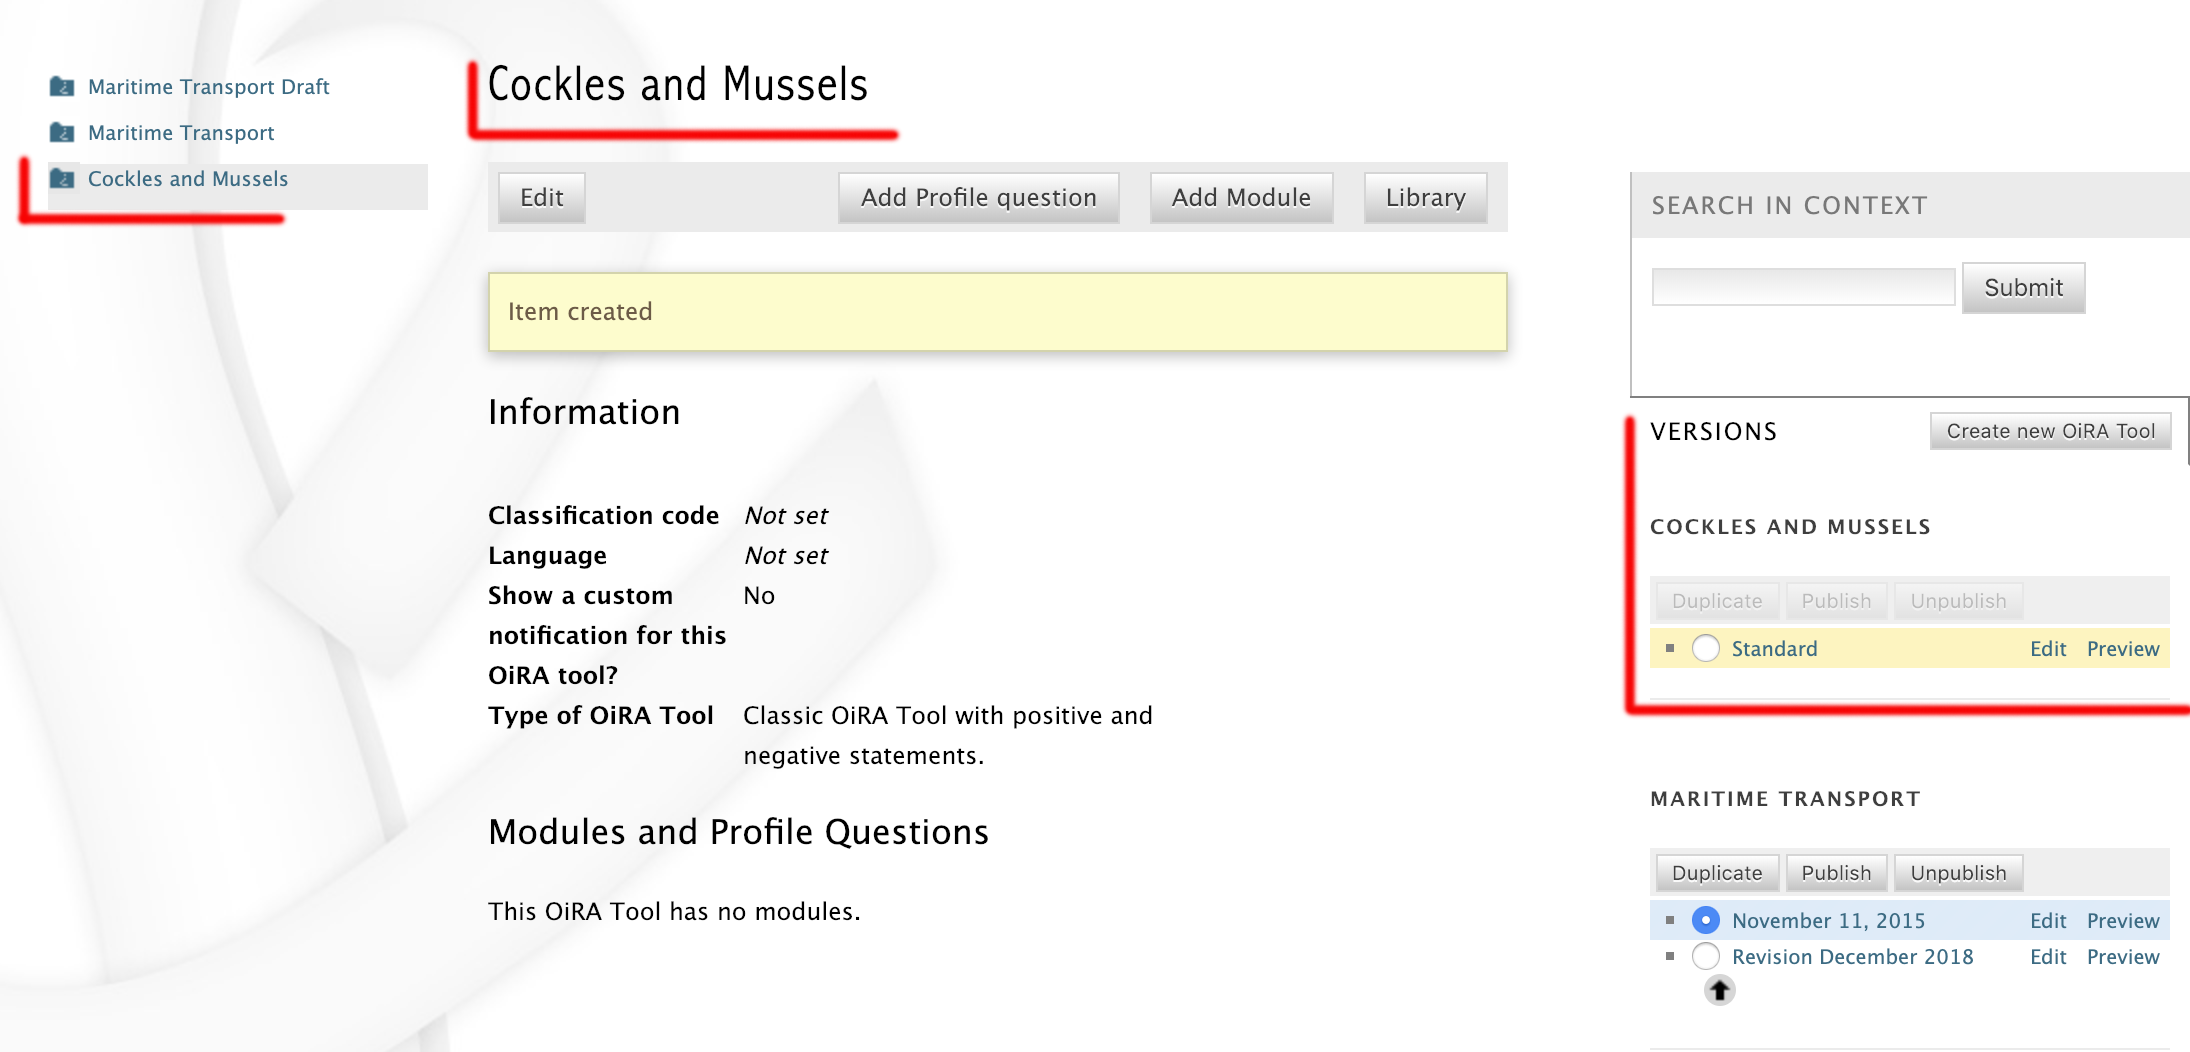 Maritime Transport Draft
Maritime Transport
Cockles and Mussels
Cockles and Mussels
Edit
Add Profile question
Add Module
Library
Item created
Information
Classification code Not set
Language Not set
Show a custom No
notification for this
OiRA tool?
Type of OiRA Tool Classic OiRA Tool with positive and
negative statements.
Modules and Profile Questions
This OiRA Tool has no modules.
SEARCH IN CONTEXT
Submit
VERSIONS
Create new OiRA Tool
COCKLES AND MUSSELS
Duplicate Publish Unpublish
Standard Edit Preview
MARITIME TRANSPORT
Duplicate Publish Unpublish
November 11, 2015 Edit Preview
Revision December 2018 Edit Preview